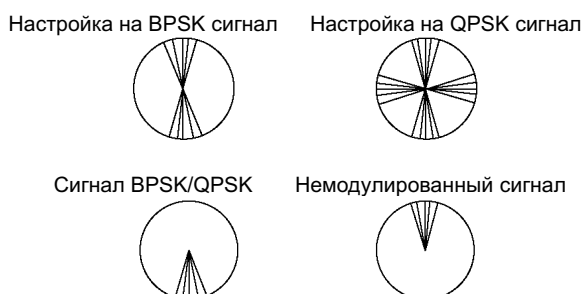 Настройка на BPSK сигнал
Настройка на QPSK сигнал
Сигнал BPSK/QPSK
Немодулированный сигнал